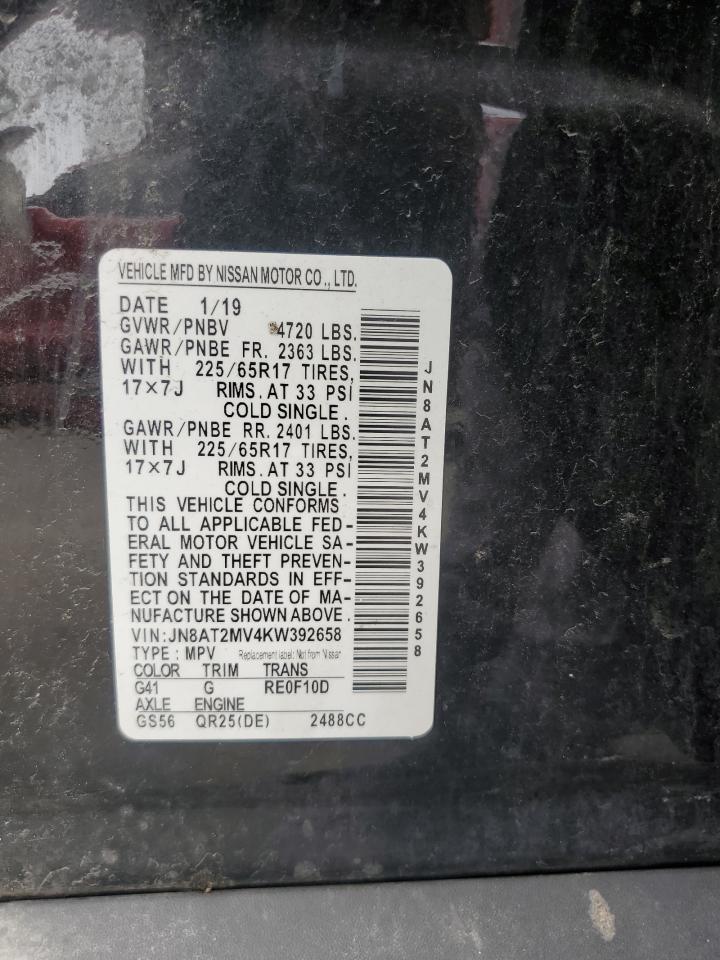 VEHICLE MFD BY NISSAN MOTOR CO., LTD.
DATE 1/19
GVWR/PNBV 4720 LBS.
GAWR/PNBE FR. 2363 LBS.
WITH 225/65R17 TIRES,
17×7J RIMS. AT 33 PSI
COLD SINGLE.
GAWR/PNBE RR. 2401 LBS.
WITH 225/65R17 TIRES,
17×7J RIMS. AT 33 PSI
COLD SINGLE.
THIS VEHICLE CONFORMS
TO ALL APPLICABLE FED-
ERAL MOTOR VEHICLE SA-
FETY AND THEFT PREVEN-
TION STANDARDS IN EFF-
ECT ON THE DATE OF MA-
NUFACTURE SHOWN ABOVE.
VIN:JN8AT2MV4KW392658
TYPE: MPV Replacement label: Not from Nissan
COLOR TRIM TRANS
G41 G RE0F10D
AXLE ENGINE
GS56 QR25(DE) 2488CC
JN8AT2MV4KW392658